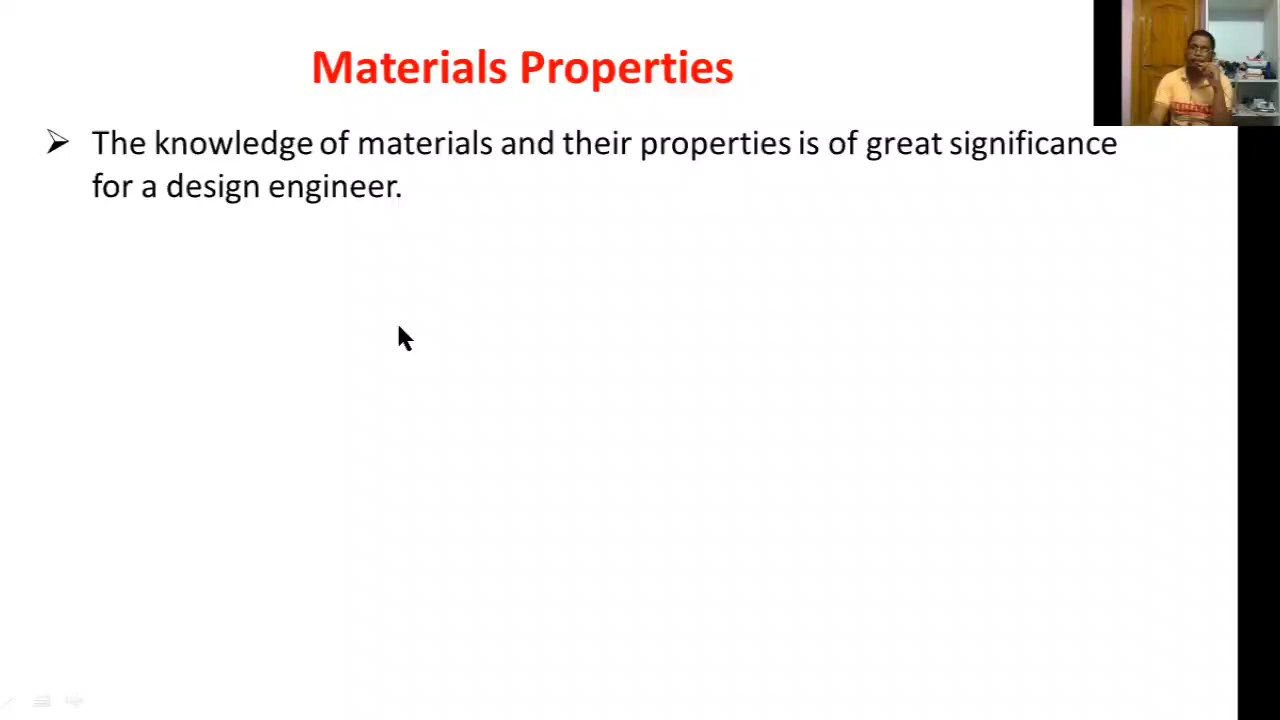 Materials Properties
➢ The knowledge of materials and their properties is of great significance
for a design engineer.